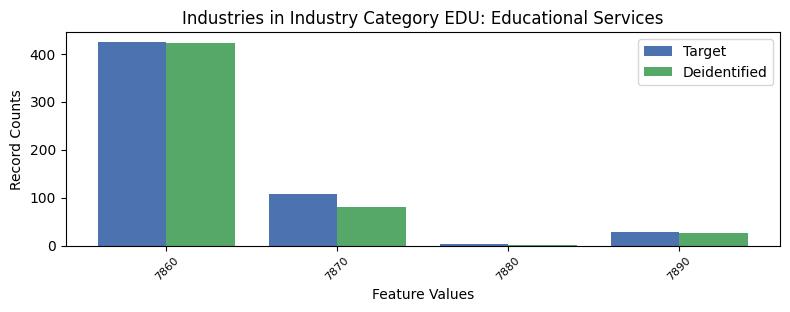 Industries in Industry Category EDU: Educational Services
Target
Deidentified
Record Counts
400
300
200
100
0
7860
7870
7880
7890
Feature Values